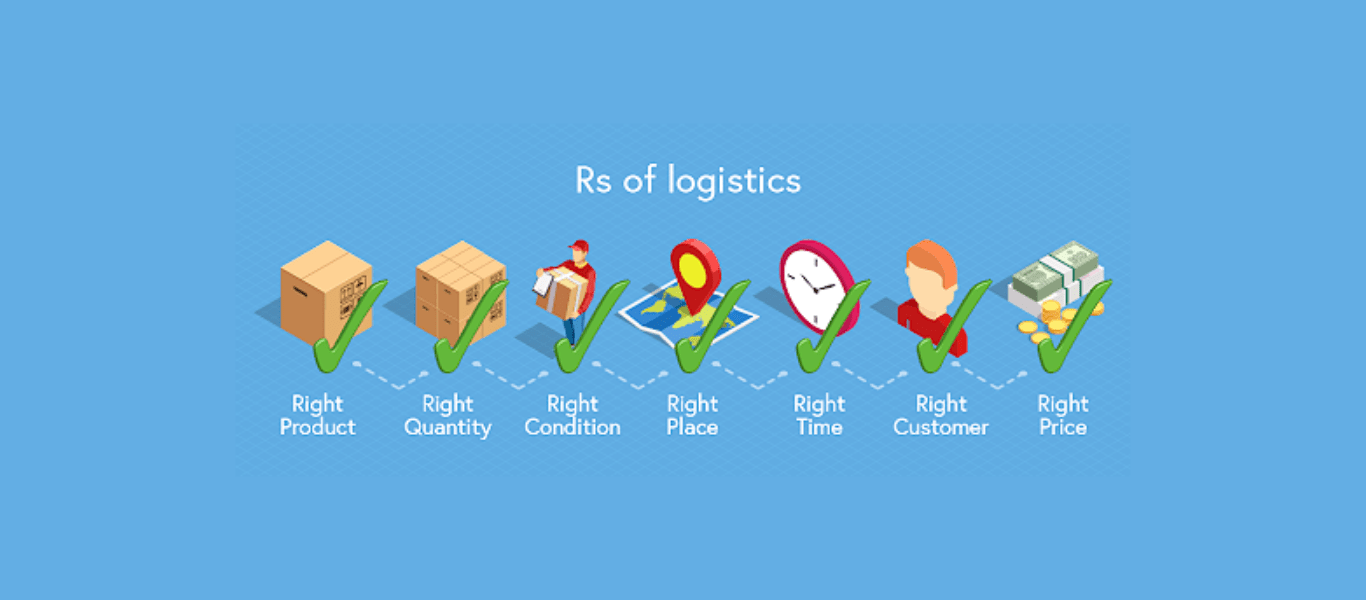 Rs of logistics
Right
Product
Right
Quantity
Right
Condition
Right
Place
Right
Time
Right
Customer
Right
Price